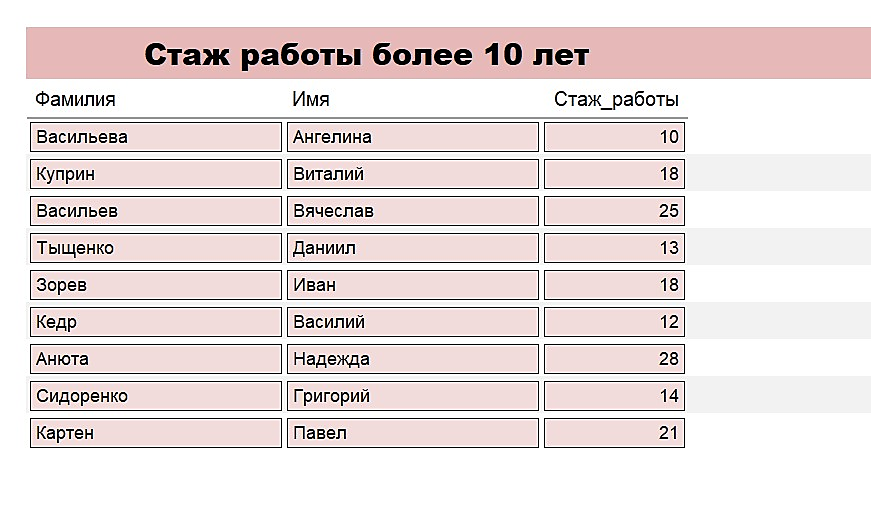 Стаж работы более 10 лет
Фамилия Имя Стаж_работы
Васильева Ангелина 10
Куприн Виталий 18
Васильев Вячеслав 25
Тыщенко Даниил 13
Зорев Иван 18
Кедр Василий 12
Анюта Надежда 28
Сидоренко Григорий 14
Картен Павел 21